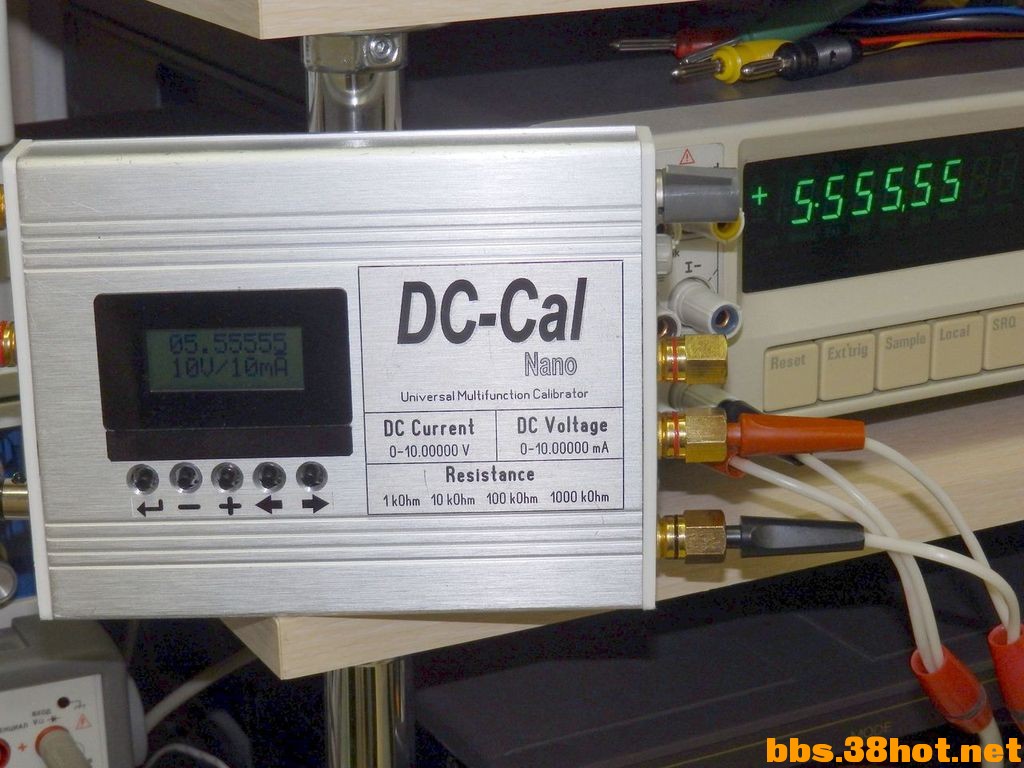 + 5.555,55
I-
05.55555
10V/10mA
DC-Cal
Nano
Universal Multifunction Calibrator
DC Current
0-10.00000 V
DC Voltage
0-10.00000 mA
Resistance
1 kOhm 10 kOhm 100 kOhm 1000 kOhm
Reset
Ext trig
Sample
Local
SRQ
ВХОД
bbs.38hot.net